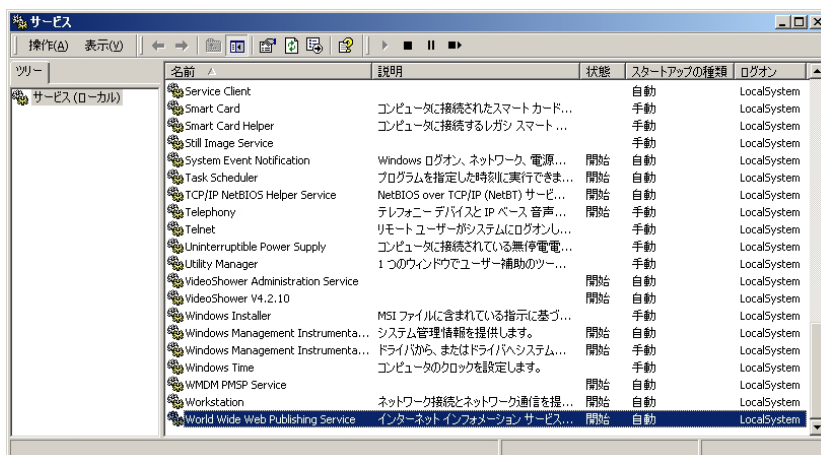 サービス
操作(A) 表示(V)
ツリー
サービス (ローカル)
名前 説明 状態 スタートアップの種類 ログオン
Service Client 自動 LocalSystem
Smart Card コンピュータに接続されたスマート カード... 手動 LocalSystem
Smart Card Helper コンピュータに接続するレガシ スマート ... 手動 LocalSystem
Still Image Service 手動 LocalSystem
System Event Notification Windows ログオン、ネットワーク、電源... 開始 自動 LocalSystem
Task Scheduler プログラムを指定した時刻に実行できま... 開始 自動 LocalSystem
TCP/IP NetBIOS Helper Service NetBIOS over TCP/IP (NetBT) サービ... 開始 自動 LocalSystem
Telephony テレフォニー デバイスと IP ベース 音声... 開始 手動 LocalSystem
Telnet リモート ユーザーがシステムにログオンし... 手動 LocalSystem
Uninterruptible Power Supply コンピュータに接続されている無停電電... 手動 LocalSystem
Utility Manager 1 つのウィンドウでユーザー補助のツー... 手動 LocalSystem
VideoShower Administration Service 開始 自動 LocalSystem
VideoShower V4.2.10 開始 自動 LocalSystem
Windows Installer MSI ファイルに含まれている指示に基づ... 手動 LocalSystem
Windows Management Instrumenta... システム管理情報を提供します。 開始 自動 LocalSystem
Windows Management Instrumenta... ドライバから、またはドライバへシステム... 開始 手動 LocalSystem
Windows Time コンピュータのクロックを設定します。 手動 LocalSystem
WMDM PMSP Service 開始 自動 LocalSystem
Workstation ネットワーク接続とネットワーク通信を提... 開始 自動 LocalSystem
World Wide Web Publishing Service インターネット インフォメーション サービス... 開始 自動 LocalSystem